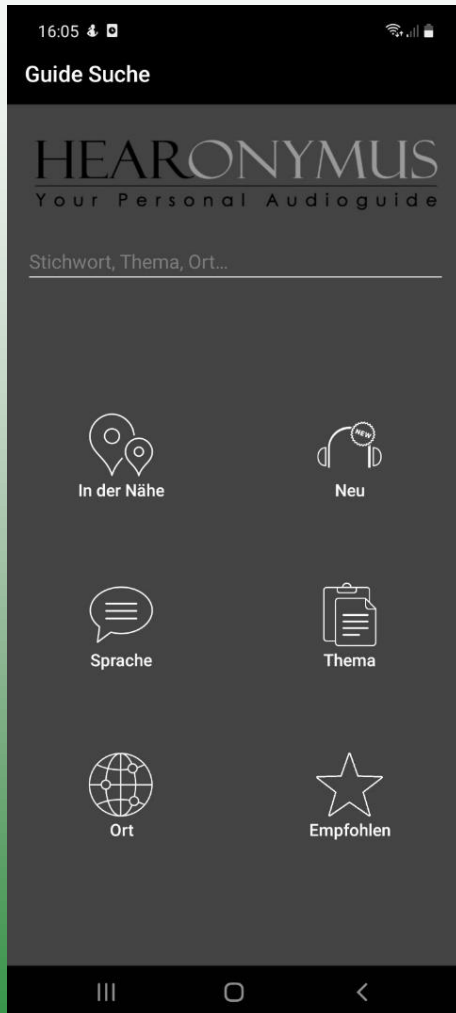 16:05
Guide Suche
HEARONYMUS
Your Personal Audioguide
Stichwort, Thema, Ort...
NEW
In der Nähe
Neu
Sprache
Thema
Ort
Empfohlen